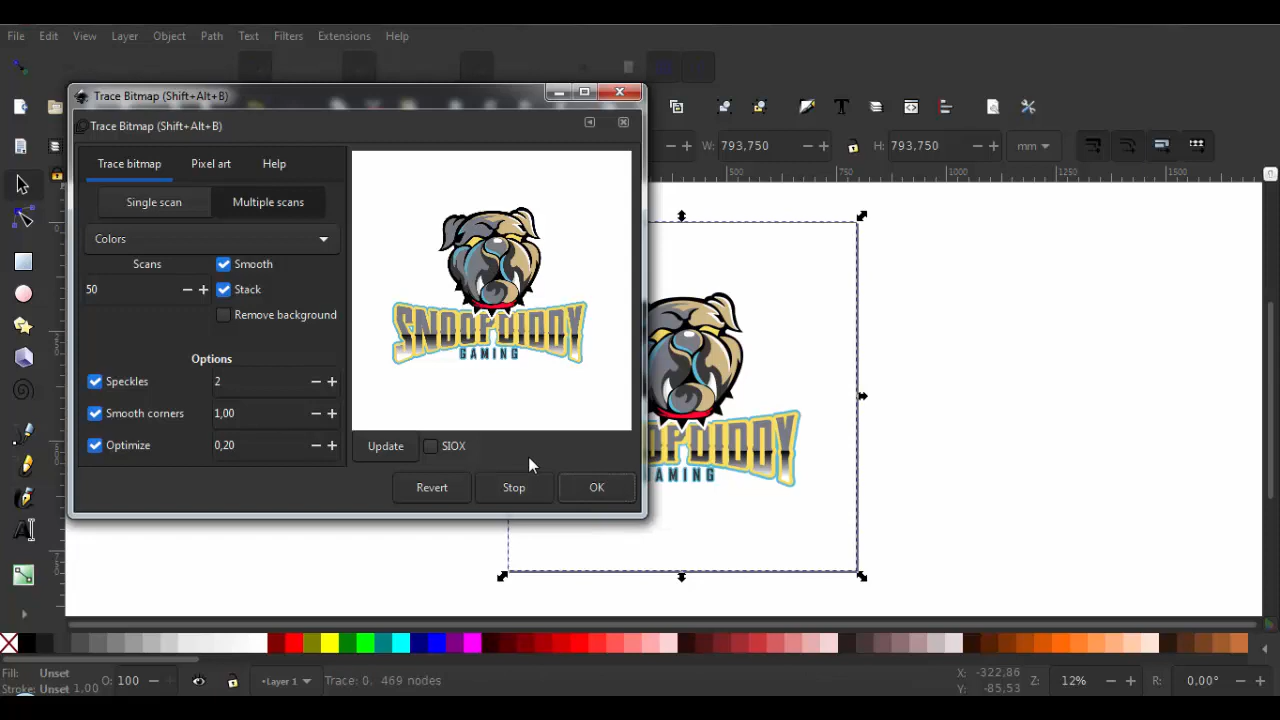 File Edit View Layer Object Path Text Filters Extensions Help
Trace Bitmap (Shift+Alt+B)
W: 793,750 H: 793,750 mm
Trace Bitmap (Shift+Alt+B)
Trace bitmap Pixel art Help
Single scan Multiple scans
Colors
Scans Smooth
50 Stack
Remove background
Options
Speckles 2
Smooth corners 1,00
Optimize 0,20
SNOOPDIDDY
GAMING
Update SIOX
Revert Stop OK
500 750 1000 1250 1500
OPDIDDY
AMING
Fill: Unset
Stroke: Unset 1,00
O: 100
Layer 1
Trace: 0, 469 nodes
X: -322,86
Y: -85,53
Z: 12%
R: 0.00°